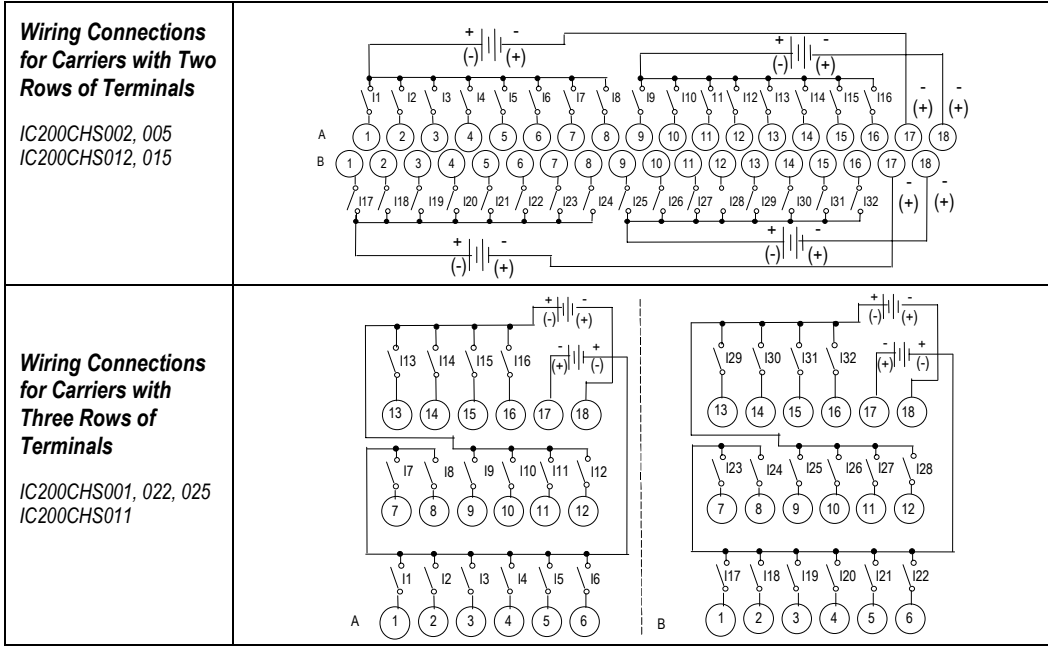 Wiring Connections
for Carriers with Two
Rows of Terminals
IC200CHS002, 005
IC200CHS012, 015
+ -
(-) (+)
+ -
(-) (+)
I1 I2 I3 I4 I5 I6 I7 I8 I9 I10 11 I12 I13 I14 I15 I16
- -
(+) (+)
A 1 2 3 4 5 6 7 8 9 10 11 12 13 14 15 16 17 18
B 1 2 3 4 5 6 7 8 9 10 11 12 13 14 15 16 17 18
I17 I18 I19 I20 I21 I22 I23 I24 I25 I26 I27 I28 I29 I30 I31 I32
- -
(+) (+)
+ -
(-) (+)
+ -
(-) (+)
Wiring Connections
for Carriers with
Three Rows of
Terminals
IC200CHS001, 022, 025
IC200CHS011
+ -
(-) (+)
I13 I14 I15 I16
- +
(+) (-)
13 14 15 16 17 18
I7 I8 I9 I10 I11 I12
7 8 9 10 11 12
I1 I2 I3 I4 I5 I6
A 1 2 3 4 5 6
+ -
(-) (+)
I29 I30 I31 I32
- +
(+) (-)
13 14 15 16 17 18
I23 I24 I25 I26 I27 I28
7 8 9 10 11 12
I17 I18 I19 I20 I21 I22
B 1 2 3 4 5 6